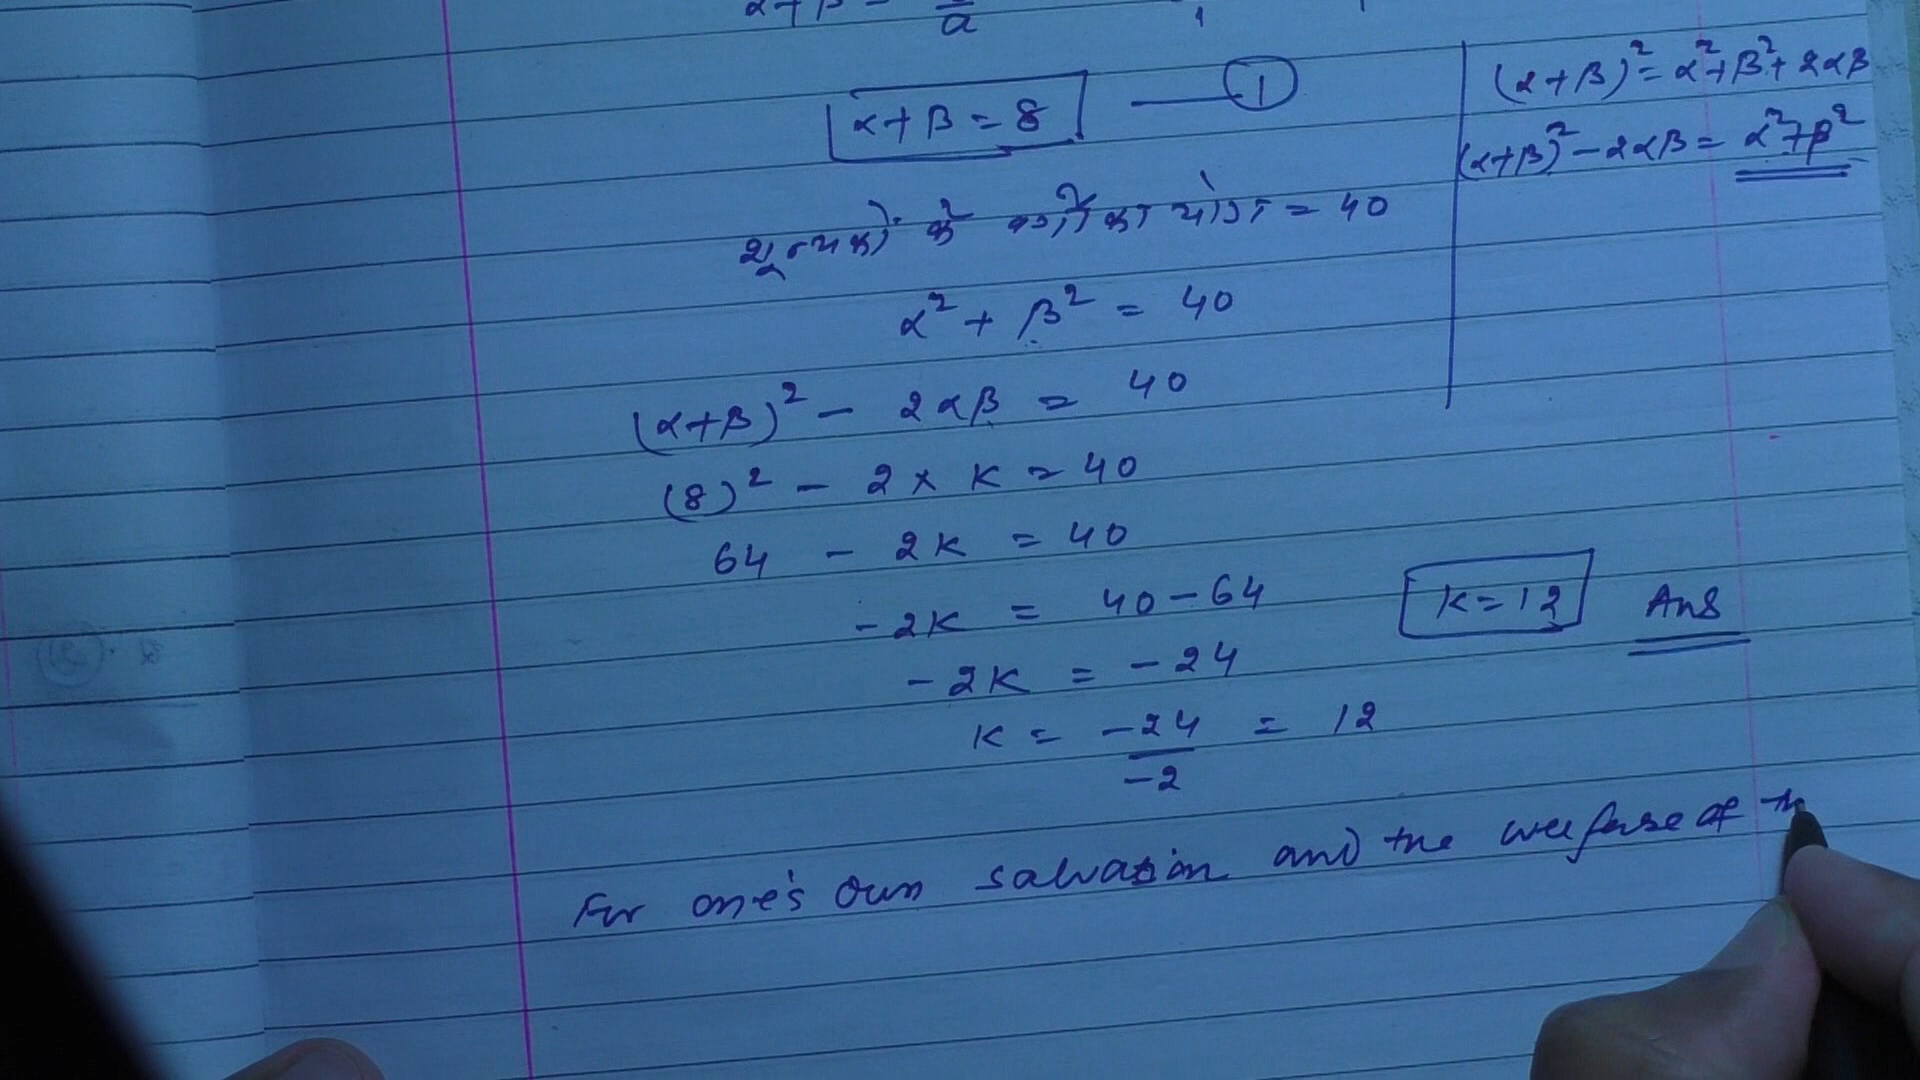 α+β = /a
α+β = 8 —— 1
(α+β)² = α²+β²+2αβ
(α+β)² - 2αβ = α²+β²
शून्यकों के वर्गों का योग = 40
α² + β² = 40
(α+β)² - 2αβ = 40
(8)² - 2 × K = 40
64 - 2K = 40
-2K = 40-64
K=12 Ans
-2K = -24
K = -24/-2 = 12
For one's own salvation and the welfare of th